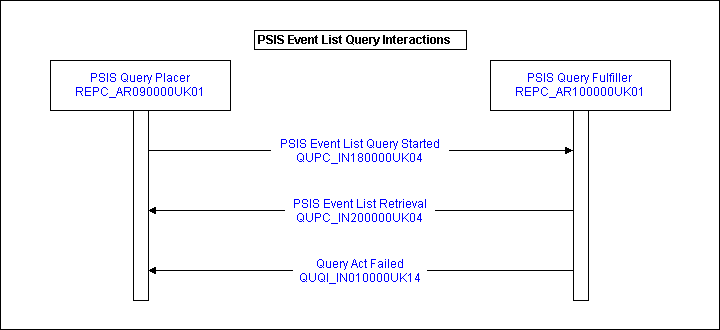 PSIS Event List Query Interactions
PSIS Query Placer
REPC_AR090000UK01
PSIS Query Fulfiller
REPC_AR100000UK01
PSIS Event List Query Started
QUPC_IN180000UK04
PSIS Event List Retrieval
QUPC_IN200000UK04
Query Act Failed
QUQI_IN010000UK14